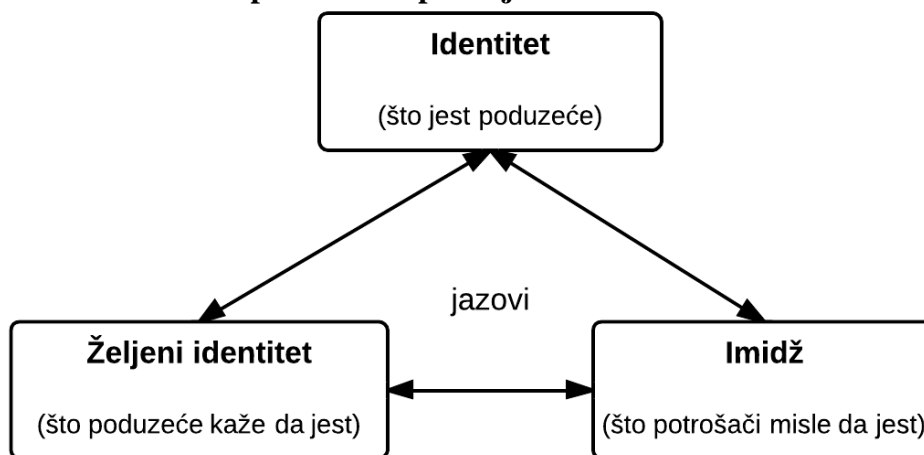 Identitet
(što jest poduzeće)
jazovi
Željeni identitet
(što poduzeće kaže da jest)
Imidž
(što potrošači misle da jest)